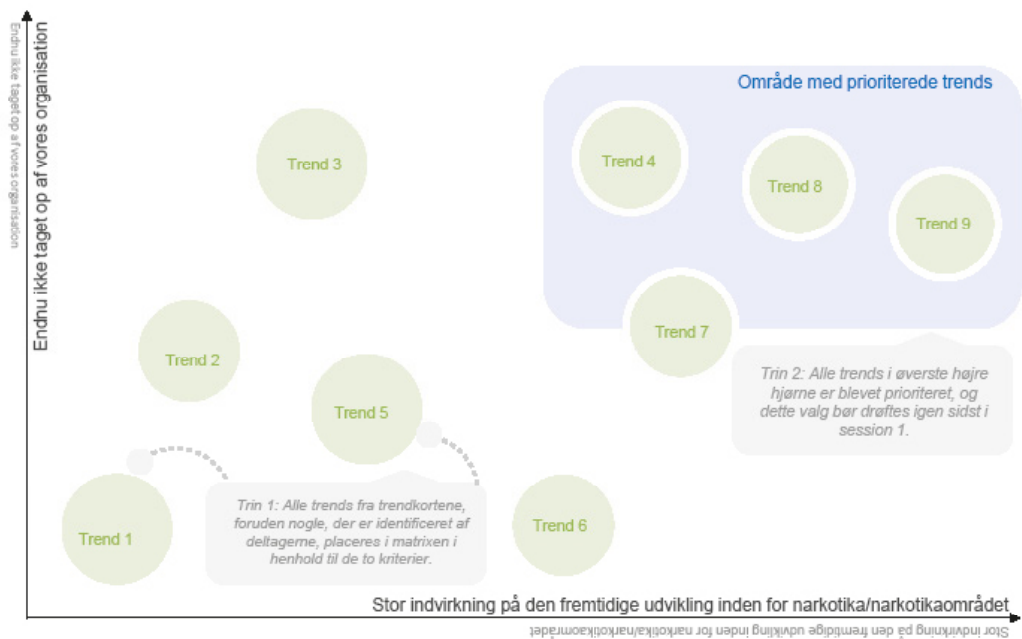 Endnu ikke taget op af vores organisation
Endnu ikke taget op af vores organisation
Område med prioriterede trends
Trend 3
Trend 4
Trend 8
Trend 9
Trend 7
Trend 2
Trend 5
Trin 2: Alle trends i øverste højre
hjørne er blevet prioriteret, og
dette valg bør drøftes igen sidst i
session 1.
Trend 1
Trin 1: Alle trends fra trendkortene,
foruden nogle, der er identificeret af
deltagerne, placeres i matrixen i
henhold til de to kriterier.
Trend 6
Stor indvirkning på den fremtidige udvikling inden for narkotika/narkotikaområdet
Stor indvirkning på den fremtidige udvikling inden for narkotika/narkotikaområdet